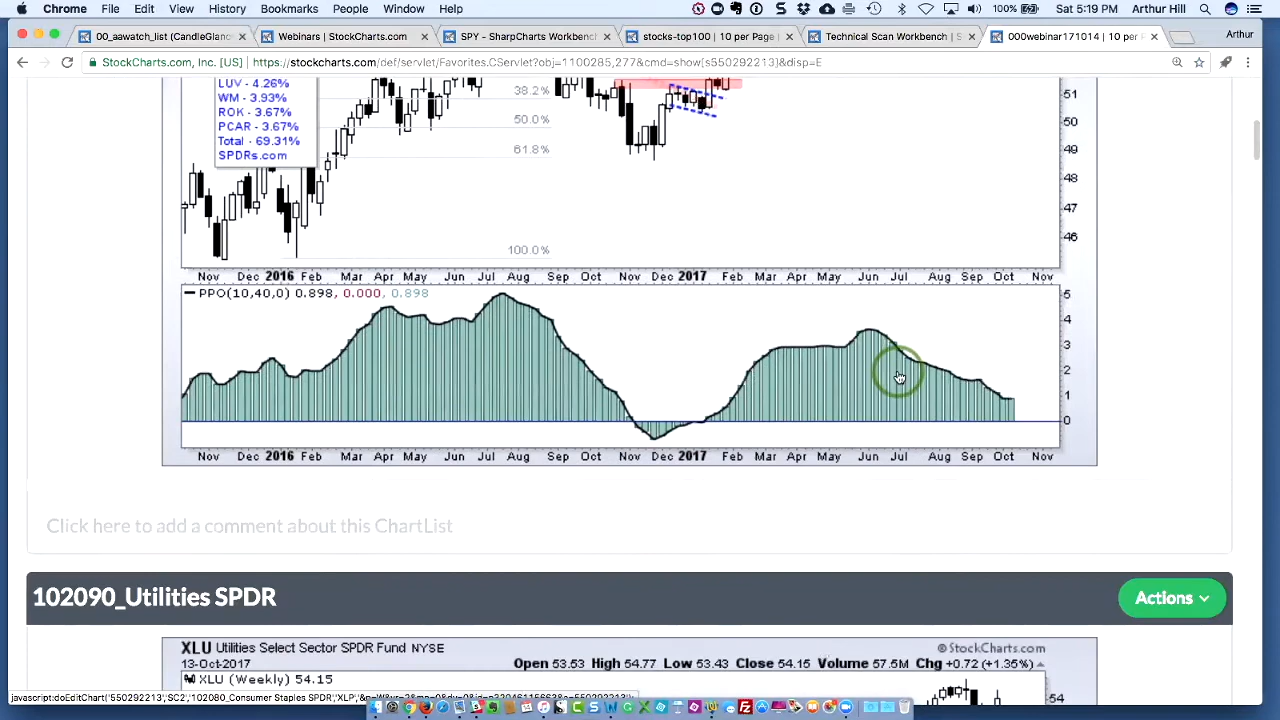 Chrome File Edit View History Bookmarks People Window Help 100% Sat 5:19 PM Arthur Hill
00_aawatch_list (CandleGlanc Webinars | StockCharts.com SPY - SharpCharts Workbench stocks-top100 | 10 per Page | Technical Scan Workbench | S 000webinar171014 | 10 per P Arthur
StockCharts.com, Inc. [US] https://stockcharts.com/def/servlet/Favorites.CServlet?obj=1100285,277&cmd=show[s550292213]&disp=E
LUV - 4.26%
WM - 3.93%
ROK - 3.67%
PCAR - 3.67%
Total - 69.31%
SPDRs.com
38.2%
50.0%
61.8%
100.0%
51
50
49
48
47
46
Nov Dec 2016 Feb Mar Apr May Jun Jul Aug Sep Oct Nov Dec 2017 Feb Mar Apr May Jun Jul Aug Sep Oct Nov
PPO(10,40,0) 0.898, 0.000, 0.898
5
4
3
2
1
0
Nov Dec 2016 Feb Mar Apr May Jun Jul Aug Sep Oct Nov Dec 2017 Feb Mar Apr May Jun Jul Aug Sep Oct Nov
Click here to add a comment about this ChartList
102090_Utilities SPDR
Actions
XLU Utilities Select Sector SPDR Fund NYSE © StockCharts.com
13-Oct-2017 Open 53.53 High 54.77 Low 53.43 Close 54.15 Volume 57.5M Chg +0.72 (+1.35%)
XLU (Weekly) 54.15
54